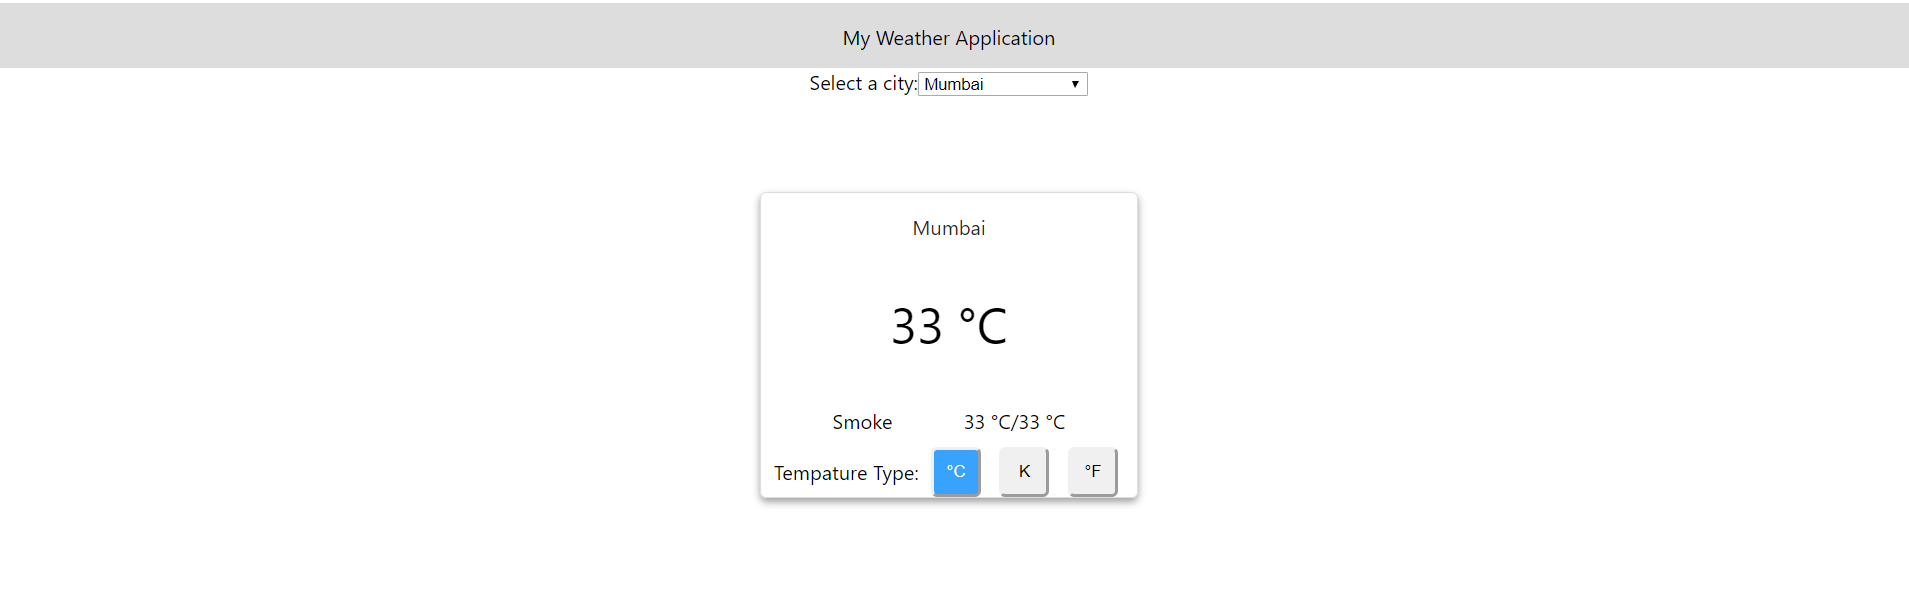 My Weather Application
Select a city: Mumbai
Mumbai
33 °C
Smoke 33 °C/33 °C
Tempature Type: °C K °F